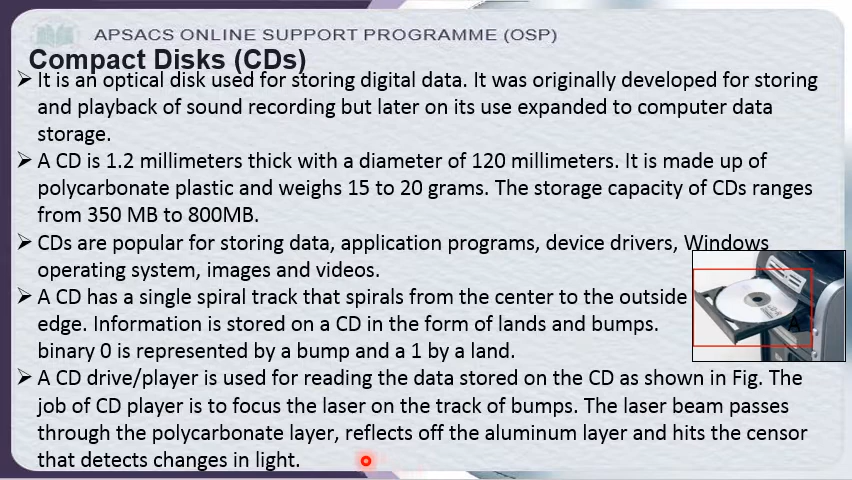 APSACS ONLINE SUPPORT PROGRAMME (OSP)
Compact Disks (CDs)
➢ It is an optical disk used for storing digital data. It was originally developed for storing
and playback of sound recording but later on its use expanded to computer data
storage.
➢ A CD is 1.2 millimeters thick with a diameter of 120 millimeters. It is made up of
polycarbonate plastic and weighs 15 to 20 grams. The storage capacity of CDs ranges
from 350 MB to 800MB.
➢ CDs are popular for storing data, application programs, device drivers, Windows
operating system, images and videos.
➢ A CD has a single spiral track that spirals from the center to the outside
edge. Information is stored on a CD in the form of lands and bumps.
binary 0 is represented by a bump and a 1 by a land.
➢ A CD drive/player is used for reading the data stored on the CD as shown in Fig. The
job of CD player is to focus the laser on the track of bumps. The laser beam passes
through the polycarbonate layer, reflects off the aluminum layer and hits the censor
that detects changes in light.